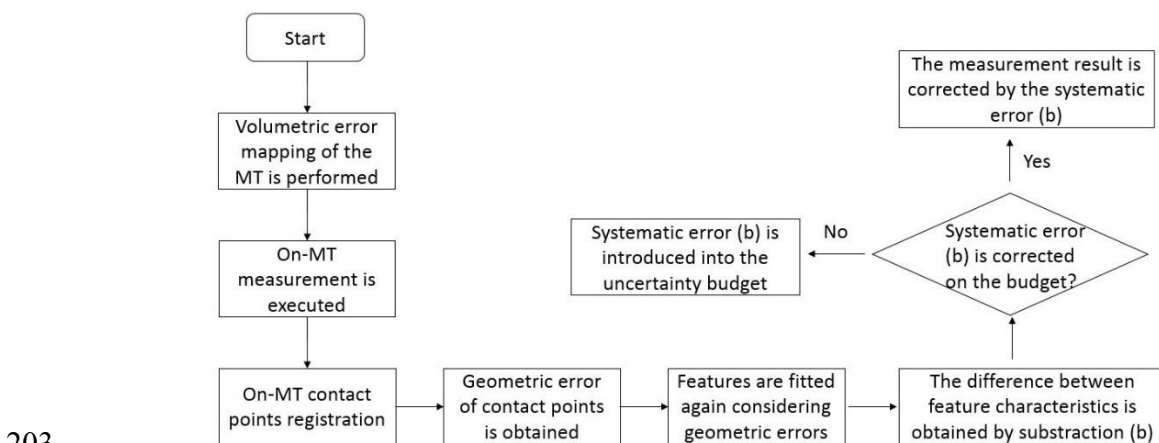 Start
Volumetric error
mapping of the
MT is performed
On-MT
measurement is
executed
On-MT contact
points registration
Geometric error
of contact points
is obtained
Features are fitted
again considering
geometric errors
The difference between
feature characteristics is
obtained by substraction (b)
Systematic error
(b) is corrected
on the budget?
No
Systematic error (b) is
introduced into the
uncertainty budget
Yes
The measurement result is
corrected by the systematic
error (b)
203